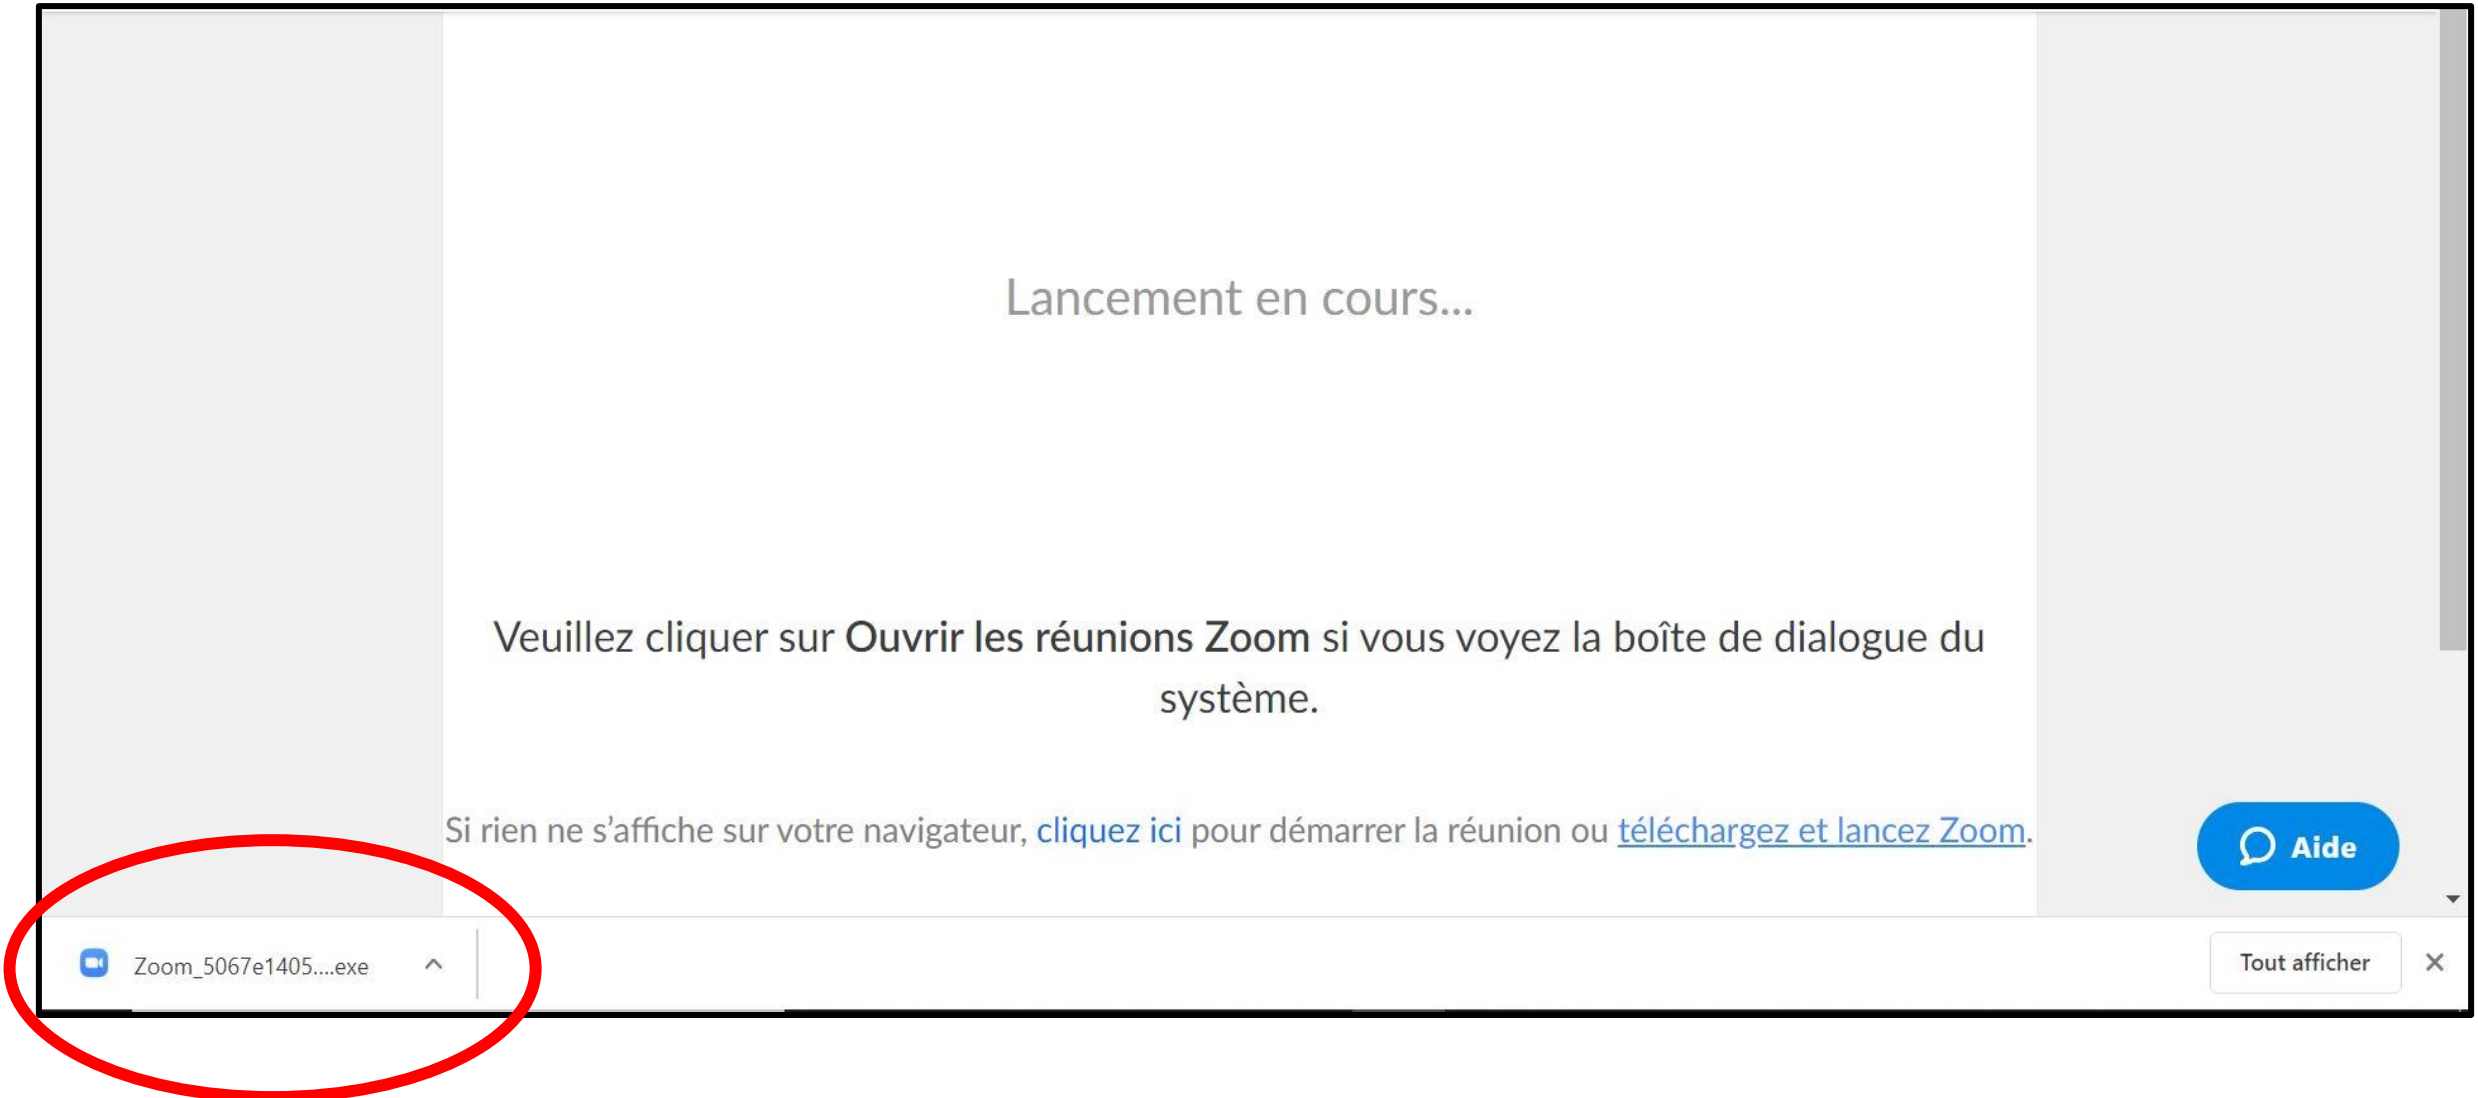 Lancement en cours...
Veuillez cliquer sur Ouvrir les réunions Zoom si vous voyez la boîte de dialogue du
système.
Si rien ne s’affiche sur votre navigateur, cliquez ici pour démarrer la réunion ou téléchargez et lancez Zoom.
Aide
Zoom_5067e1405....exe
Tout afficher